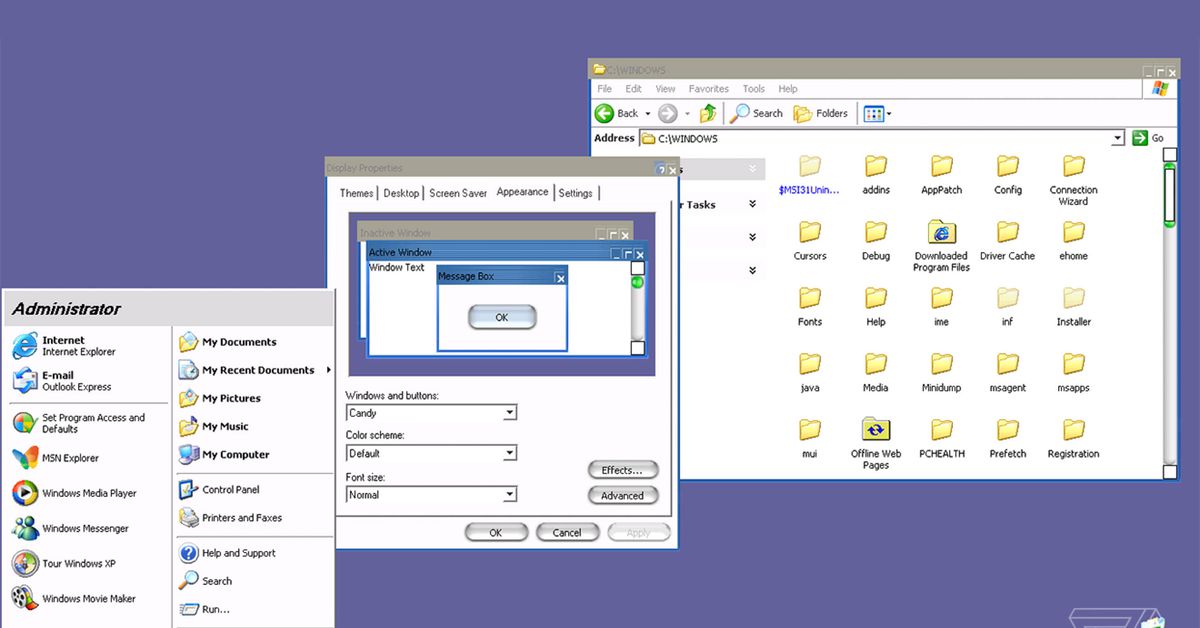 C:\WINDOWS
File Edit View Favorites Tools Help
Back Search Folders
Address C:\WINDOWS Go
s
r Tasks
$MSI31Unin... addins AppPatch Config Connection
Wizard
Cursors Debug Downloaded
Program Files Driver Cache ehome
Fonts Help ime inf Installer
java Media Minidump msagent msapps
mui Offline Web
Pages PCHEALTH Prefetch Registration
Display Properties
Themes Desktop Screen Saver Appearance Settings
Inactive Window
Active Window
Window Text
Message Box
OK
Windows and buttons:
Candy
Color scheme:
Default
Font size:
Normal
Effects...
Advanced
OK Cancel Apply
Administrator
Internet
Internet Explorer
E-mail
Outlook Express
Set Program Access and
Defaults
MSN Explorer
Windows Media Player
Windows Messenger
Tour Windows XP
Windows Movie Maker
My Documents
My Recent Documents
My Pictures
My Music
My Computer
Control Panel
Printers and Faxes
Help and Support
Search
Run...